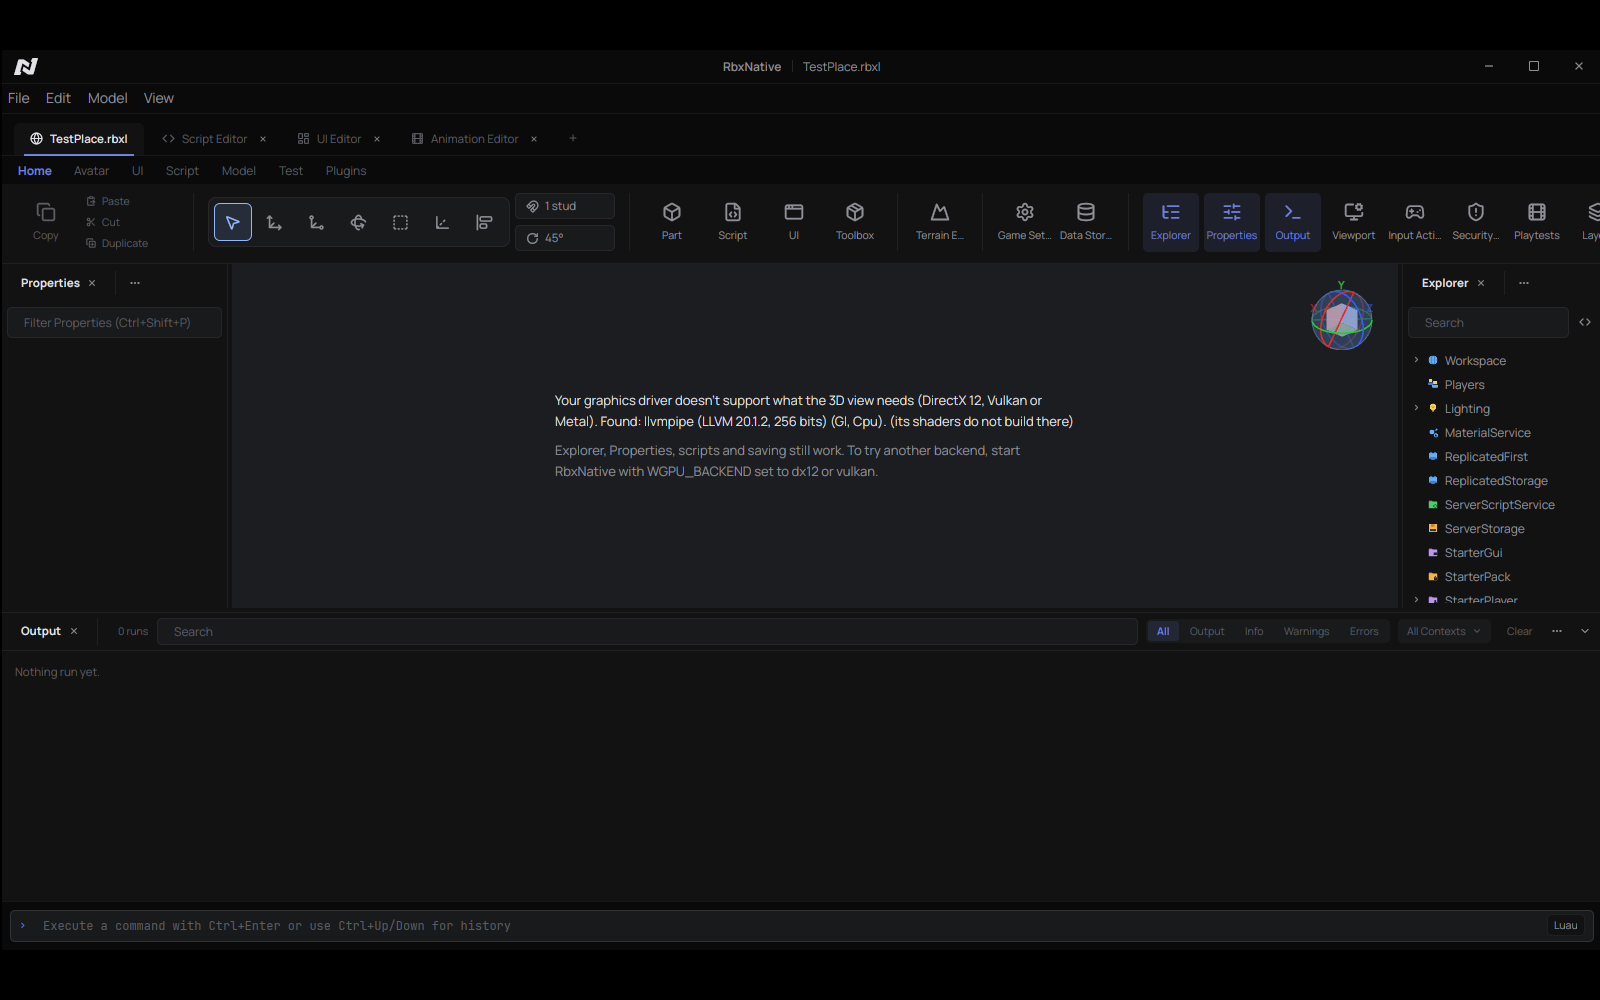 RbxNative
TestPlace.rbxl
File Edit Model View
TestPlace.rbxl
Script Editor
UI Editor
Animation Editor
Home Avatar UI Script Model Test Plugins
Copy
Paste
Cut
Duplicate
1 stud
45°
Part
Script
UI
Toolbox
Terrain E...
Game Set...
Data Stor...
Explorer
Properties
Output
Viewport
Input Acti...
Security...
Playtests
Lay
Properties
Filter Properties (Ctrl+Shift+P)
Y
Your graphics driver doesn't support what the 3D view needs (DirectX 12, Vulkan or
Metal). Found: llvmpipe (LLVM 20.1.2, 256 bits) (Gl, Cpu). (its shaders do not build there)
Explorer, Properties, scripts and saving still work. To try another backend, start
RbxNative with WGPU_BACKEND set to dx12 or vulkan.
Explorer
Search
Workspace
Players
Lighting
MaterialService
ReplicatedFirst
ReplicatedStorage
ServerScriptService
ServerStorage
StarterGui
StarterPack
StarterPlayer
Output
0 runs
Search
All Output Info Warnings Errors
All Contexts
Clear
Nothing run yet.
Execute a command with Ctrl+Enter or use Ctrl+Up/Down for history
Luau